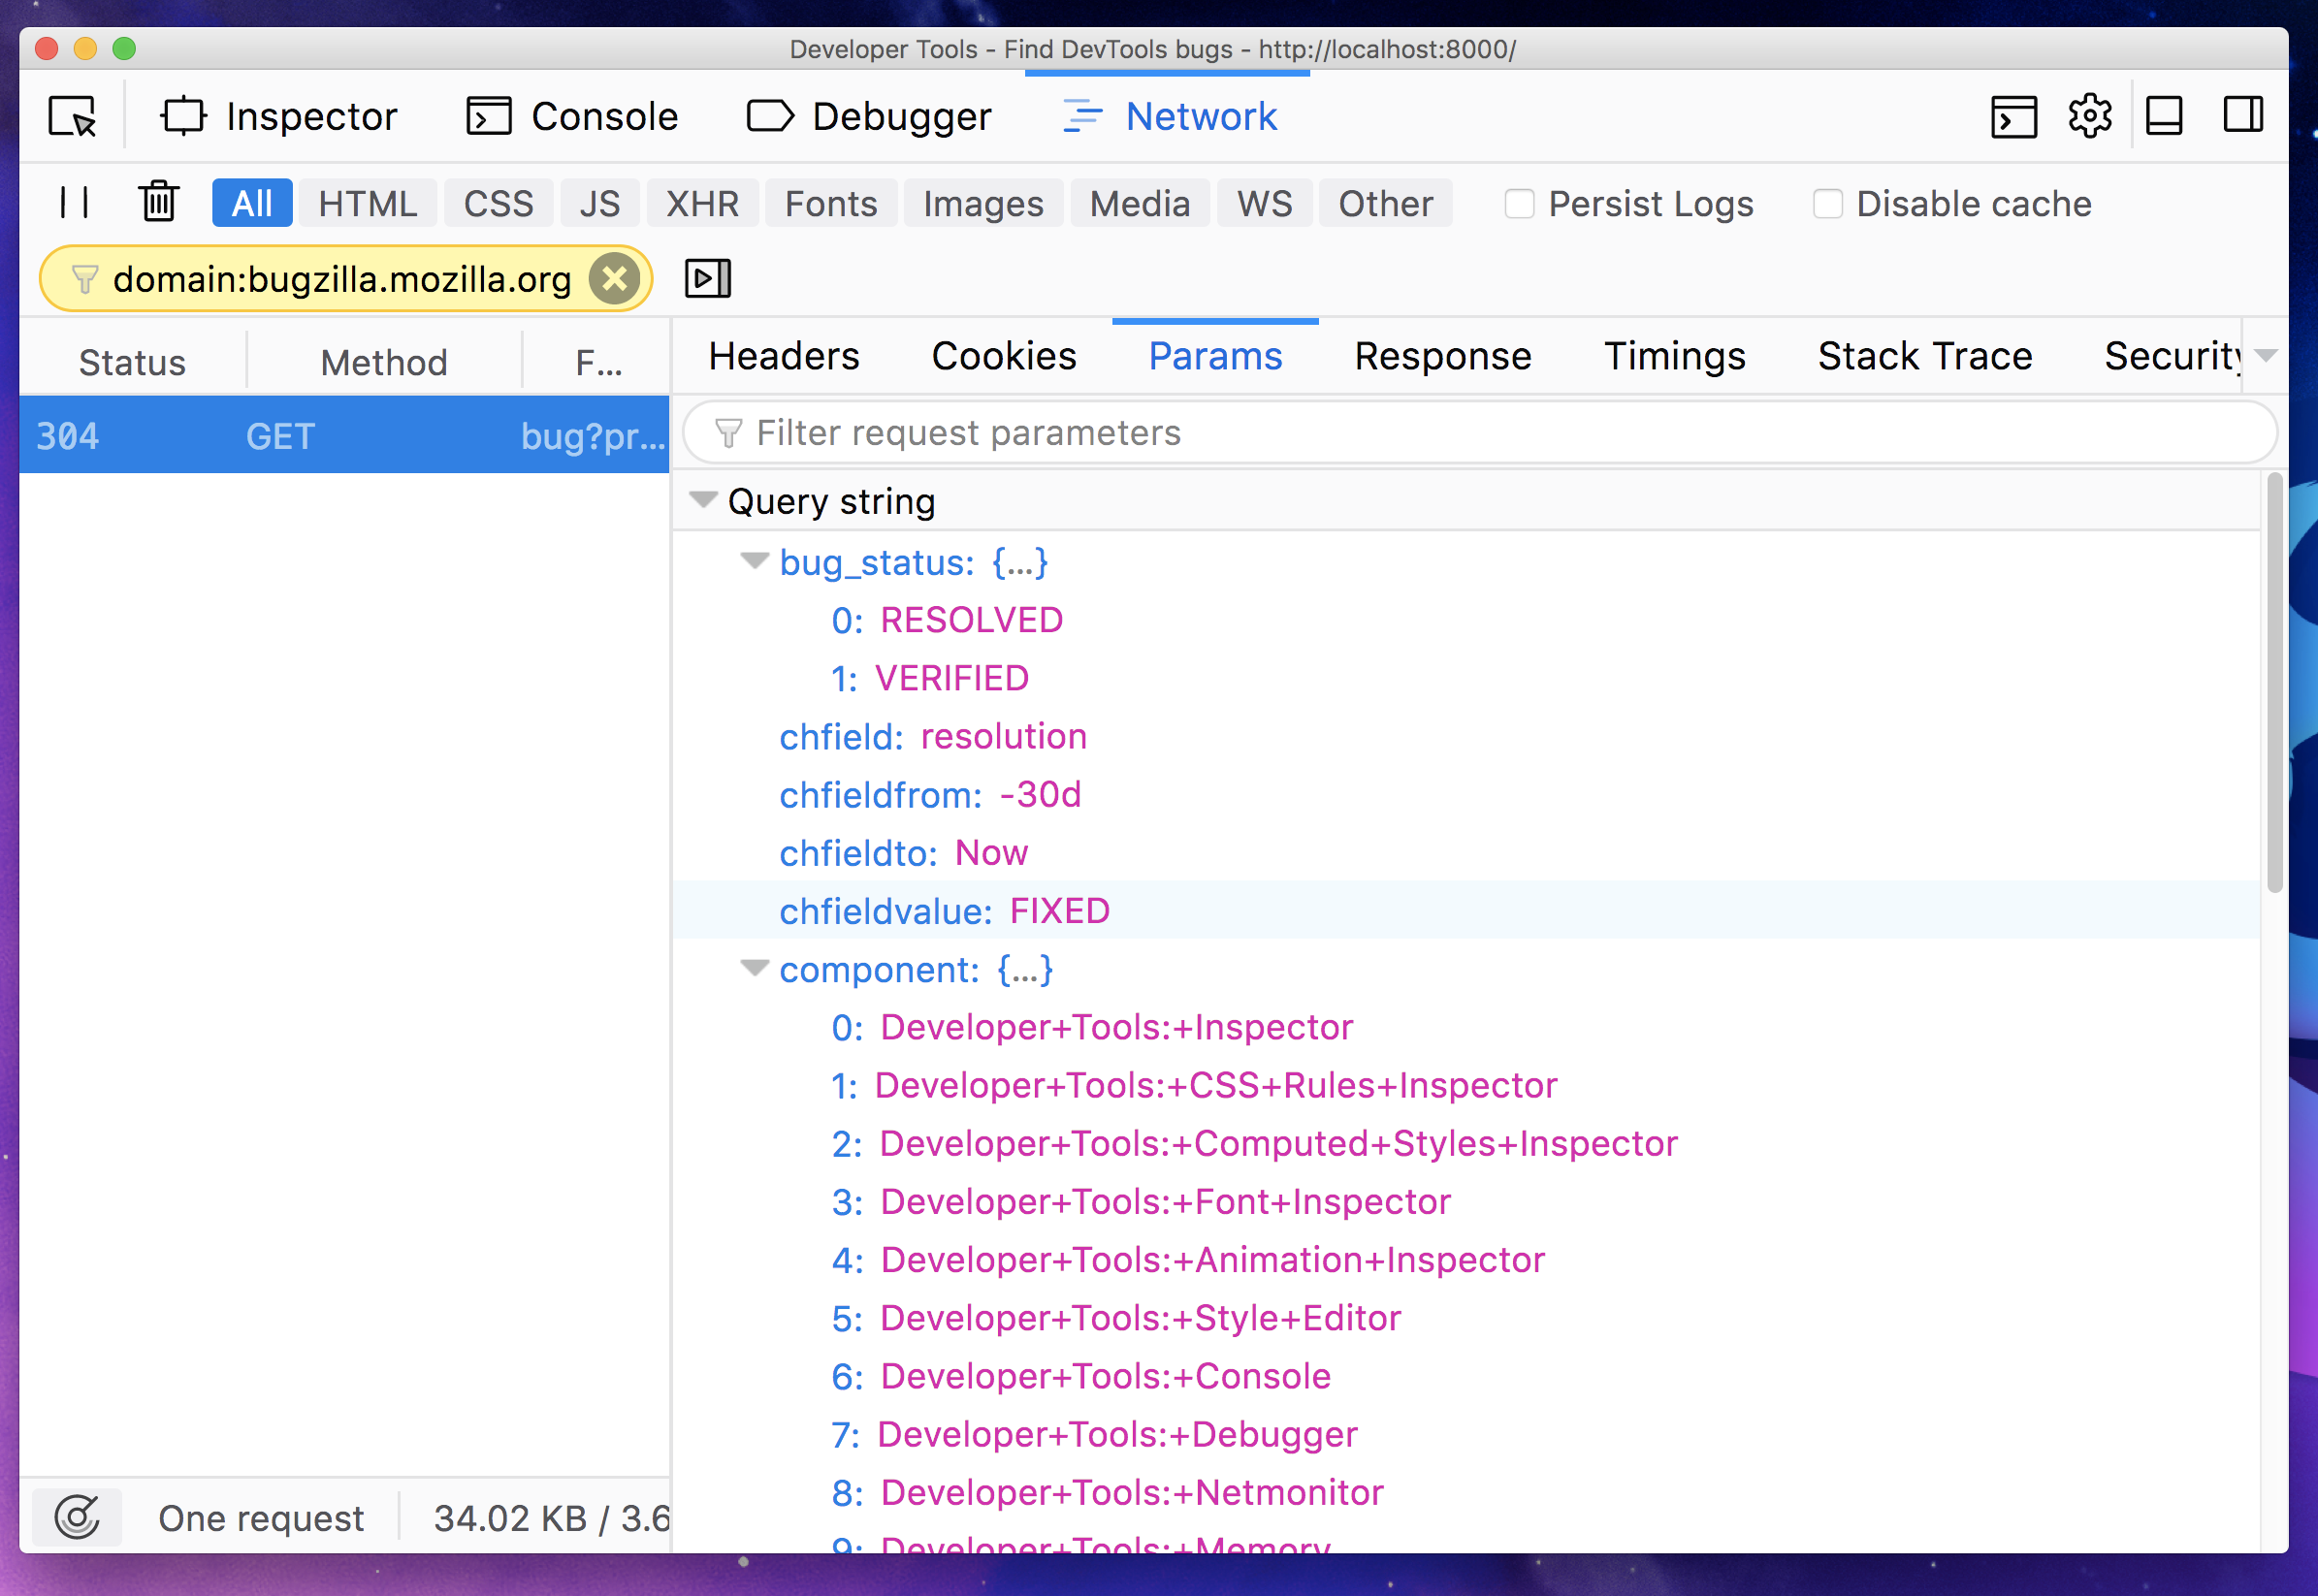 Developer Tools - Find DevTools bugs - http://localhost:8000/
Inspector Console Debugger Network
All HTML CSS JS XHR Fonts Images Media WS Other Persist Logs Disable cache
domain:bugzilla.mozilla.org
Status Method F...
Headers Cookies Params Response Timings Stack Trace Security
304 GET bug?pr...
Filter request parameters
Query string
bug_status: {...}
0: RESOLVED
1: VERIFIED
chfield: resolution
chfieldfrom: -30d
chfieldto: Now
chfieldvalue: FIXED
component: {...}
0: Developer+Tools:+Inspector
1: Developer+Tools:+CSS+Rules+Inspector
2: Developer+Tools:+Computed+Styles+Inspector
3: Developer+Tools:+Font+Inspector
4: Developer+Tools:+Animation+Inspector
5: Developer+Tools:+Style+Editor
6: Developer+Tools:+Console
7: Developer+Tools:+Debugger
8: Developer+Tools:+Netmonitor
9: Developer+Tools:+Memory
One request 34.02 KB / 3.6